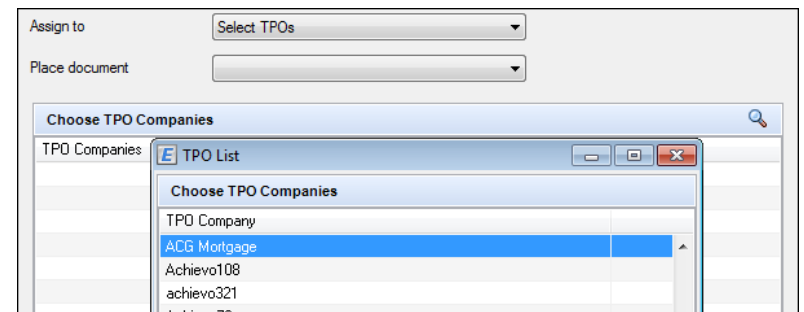 Assign to Select TPOs
Place document
Choose TPO Companies
TPO Companies
E TPO List
Choose TPO Companies
TPO Company
ACG Mortgage
Achievo108
achievo321